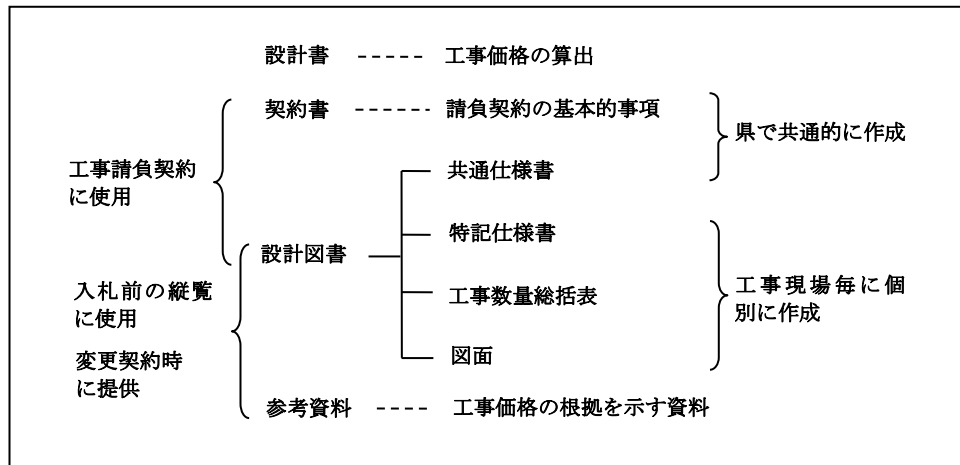 設計書 ----- 工事価格の算出
契約書 ------ 請負契約の基本的事項
県で共通的に作成
工事請負契約
に使用
共通仕様書
特記仕様書
設計図書
入札前の縦覧
に使用
工事数量総括表
工事現場毎に個
別に作成
変更契約時
に提供
図面
参考資料 ---- 工事価格の根拠を示す資料